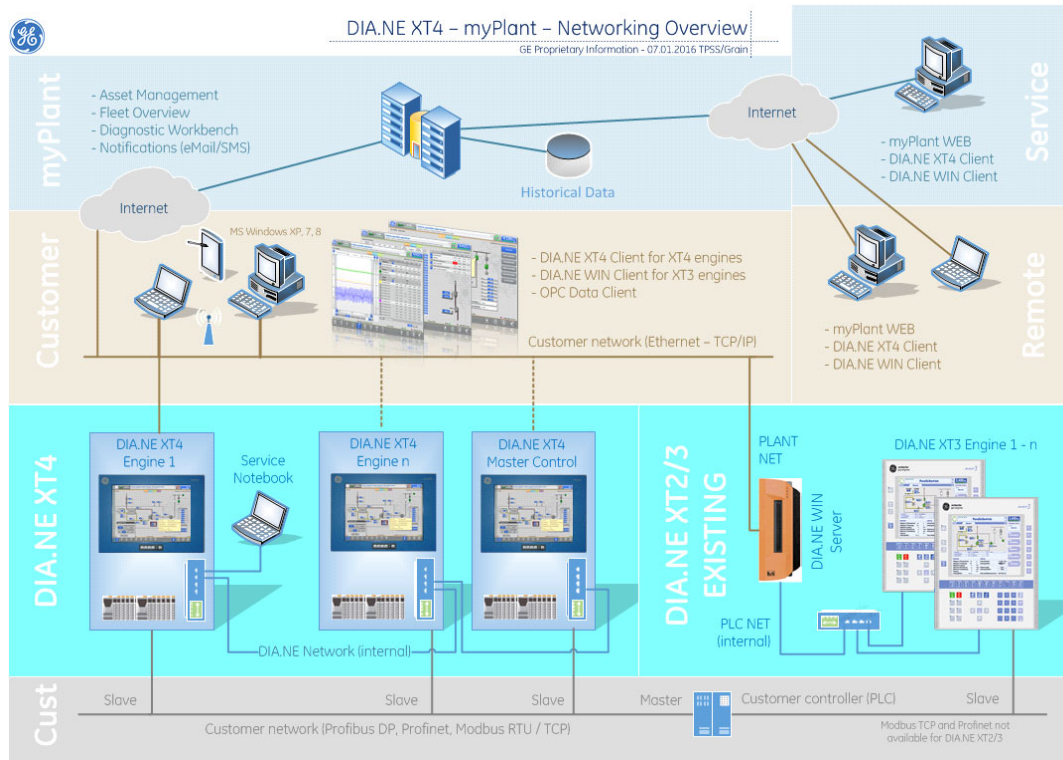 DIA.NE XT4 – myPlant – Networking Overview
GE Proprietary Information - 07.01.2016 TPSS/Grain
myPlant
- Asset Management
- Fleet Overview
- Diagnostic Workbench
- Notifications (eMail/SMS)
Historical Data
Internet
Internet
Service
- myPlant WEB
- DIA.NE XT4 Client
- DIA.NE WIN Client
Customer
MS Windows XP, 7, 8
- DIA.NE XT4 Client for XT4 engines
- DIA.NE WIN Client for XT3 engines
- OPC Data Client
Customer network (Ethernet – TCP/IP)
Remote
- myPlant WEB
- DIA.NE XT4 Client
- DIA.NE WIN Client
DIA.NE XT4
DIA.NE XT4
Engine 1
Service
Notebook
DIA.NE XT4
Engine n
DIA.NE XT4
Master Control
DIA.NE Network (internal)
DIA.NE XT2/3
EXISTING
PLANT
NET
DIA.NE WIN
Server
DIA.NE XT3 Engine 1 - n
PLC NET
(internal)
Cust
Slave
Slave
Slave
Master
Customer controller (PLC)
Slave
Customer network (Profibus DP, Profinet, Modbus RTU / TCP)
Modbus TCP and Profinet not
available for DIA.NE XT2/3